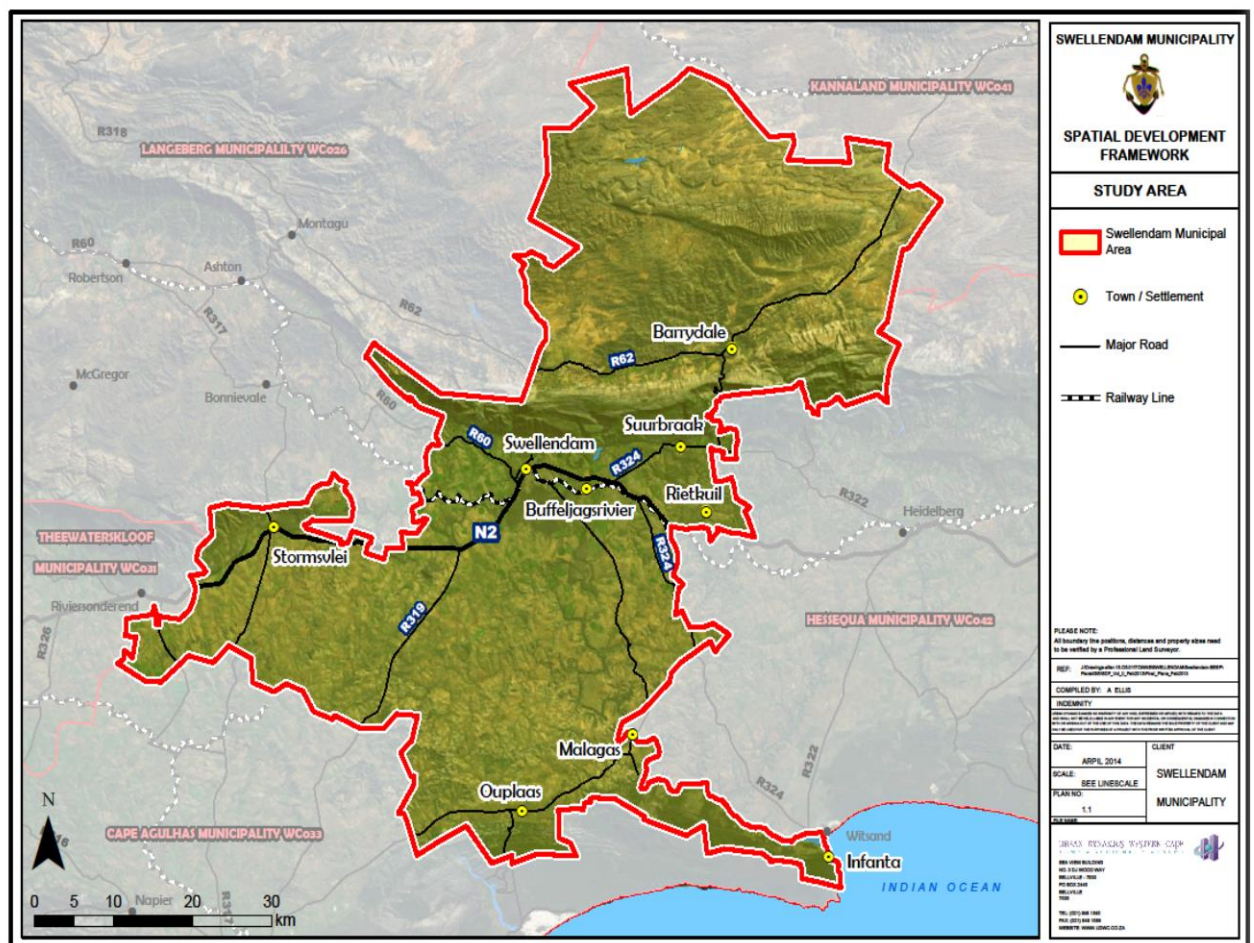 KANNALAND MUNICIPALITY WC041
R318
LANGEBERG MUNICIPALILTY WC026
Montagu
R60
Robertson
Ashton
R62
R317
Barrydale
R62
McGregor
Bonnievale
R60
Suurbraak
R60
Swellendam
R324
R322
Rietkuil
Buffeljagsrivier
Heidelberg
N2
THEEWATERSKLOOF
MUNICIPALITY WC031
Stormsvlei
R324
Riviersonderend
R319
HESSEQUA MUNICIPALITY WC042
R326
Malagas
R322
Ouplaas
R324
N
CAPE AGULHAS MUNICIPALITY WC033
R316
Witsand
Infanta
INDIAN OCEAN
Napier
R317
0 5 10 20 30
km
SWELLENDAM MUNICIPALITY
SPATIAL DEVELOPMENT
FRAMEWORK
STUDY AREA
Swellendam Municipal
Area
Town / Settlement
Major Road
Railway Line
PLEASE NOTE:
All boundary line positions, distances and property sizes need
to be verified by a Professional Land Surveyor.
REF:
COMPILED BY: A ELLIS
INDEMNITY
DATE:
ARPIL 2014
SCALE:
SEE LINESCALE
PLAN NO:
1.1
CLIENT
SWELLENDAM
MUNICIPALITY
BELLVILLE